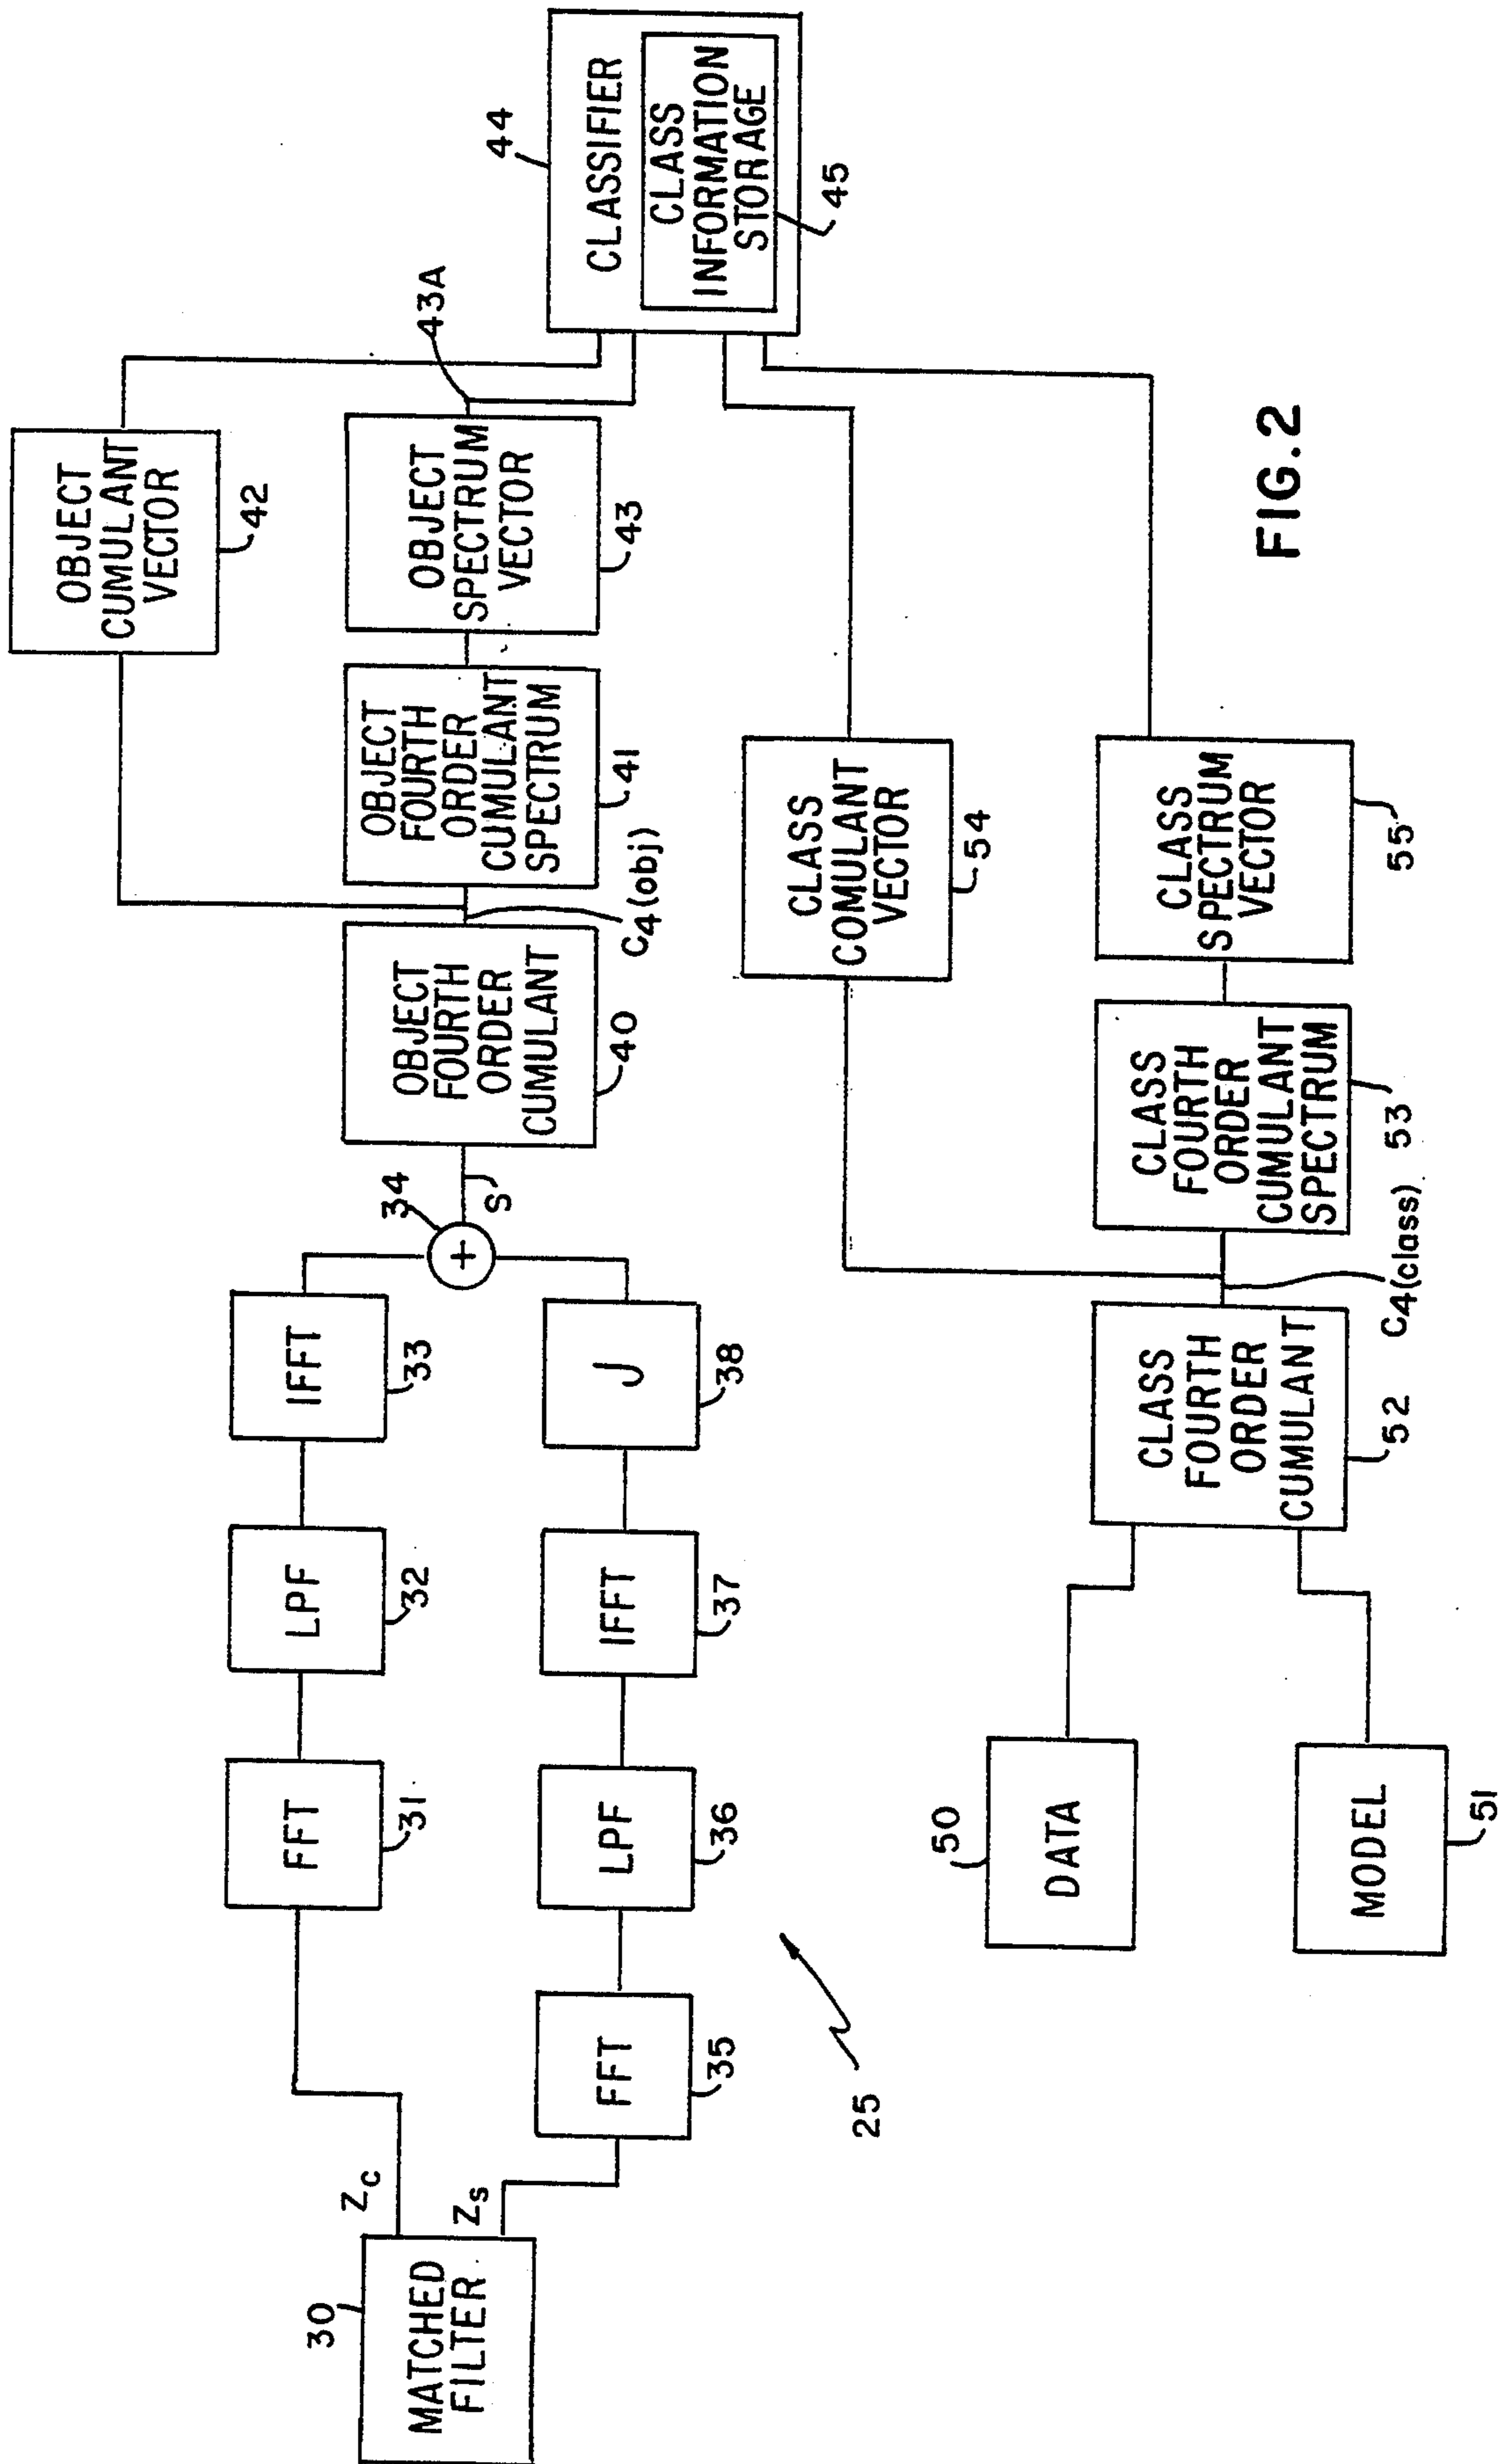 MATCHED
FILTER
30
Zc
Zs
FFT
31
LPF
32
IFFT
33
FFT
35
LPF
36
IFFT
37
J
38
+
34
S
25
OBJECT
FOURTH
ORDER
CUMULANT
40
C4(obj)
OBJECT
FOURTH
ORDER
CUMULANT
SPECTRUM
41
OBJECT
CUMULANT
VECTOR
42
OBJECT
SPECTRUM
VECTOR
43
43A
CLASSIFIER
44
CLASS
INFORMATION
STORAGE
45
DATA
50
MODEL
51
CLASS
FOURTH
ORDER
CUMULANT
52
C4(class)
CLASS
FOURTH
ORDER
CUMULANT
SPECTRUM
53
CLASS
COMULANT
VECTOR
54
CLASS
SPECTRUM
VECTOR
55
FIG.2